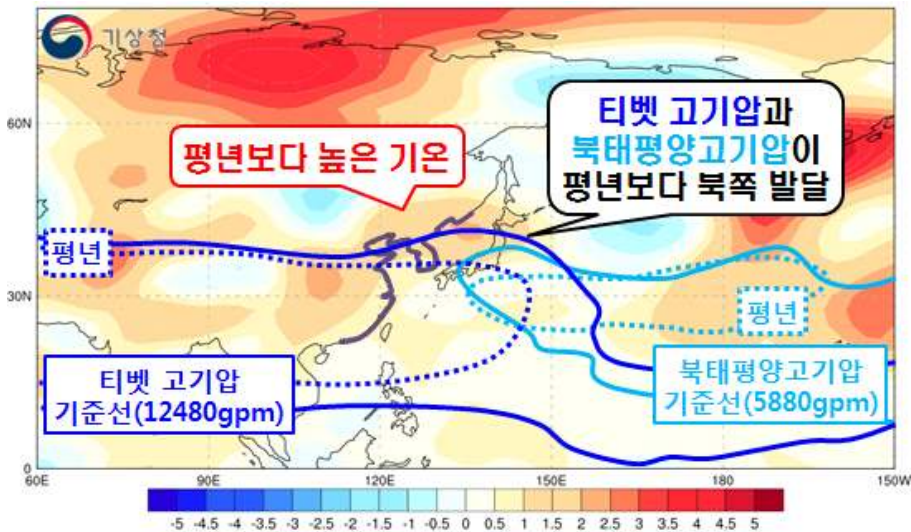 기상청
티벳 고기압과
북태평양고기압이
평년보다 북쪽 발달
평년보다 높은 기온
평년
평년
티벳 고기압
기준선(12480gpm)
북태평양고기압
기준선(5880gpm)
60N
30N
0
60E 90E 120E 150E 180 150W
-5 -4.5 -4 -3.5 -3 -2.5 -2 -1.5 -1 -0.5 0 0.5 1 1.5 2 2.5 3 3.5 4 4.5 5